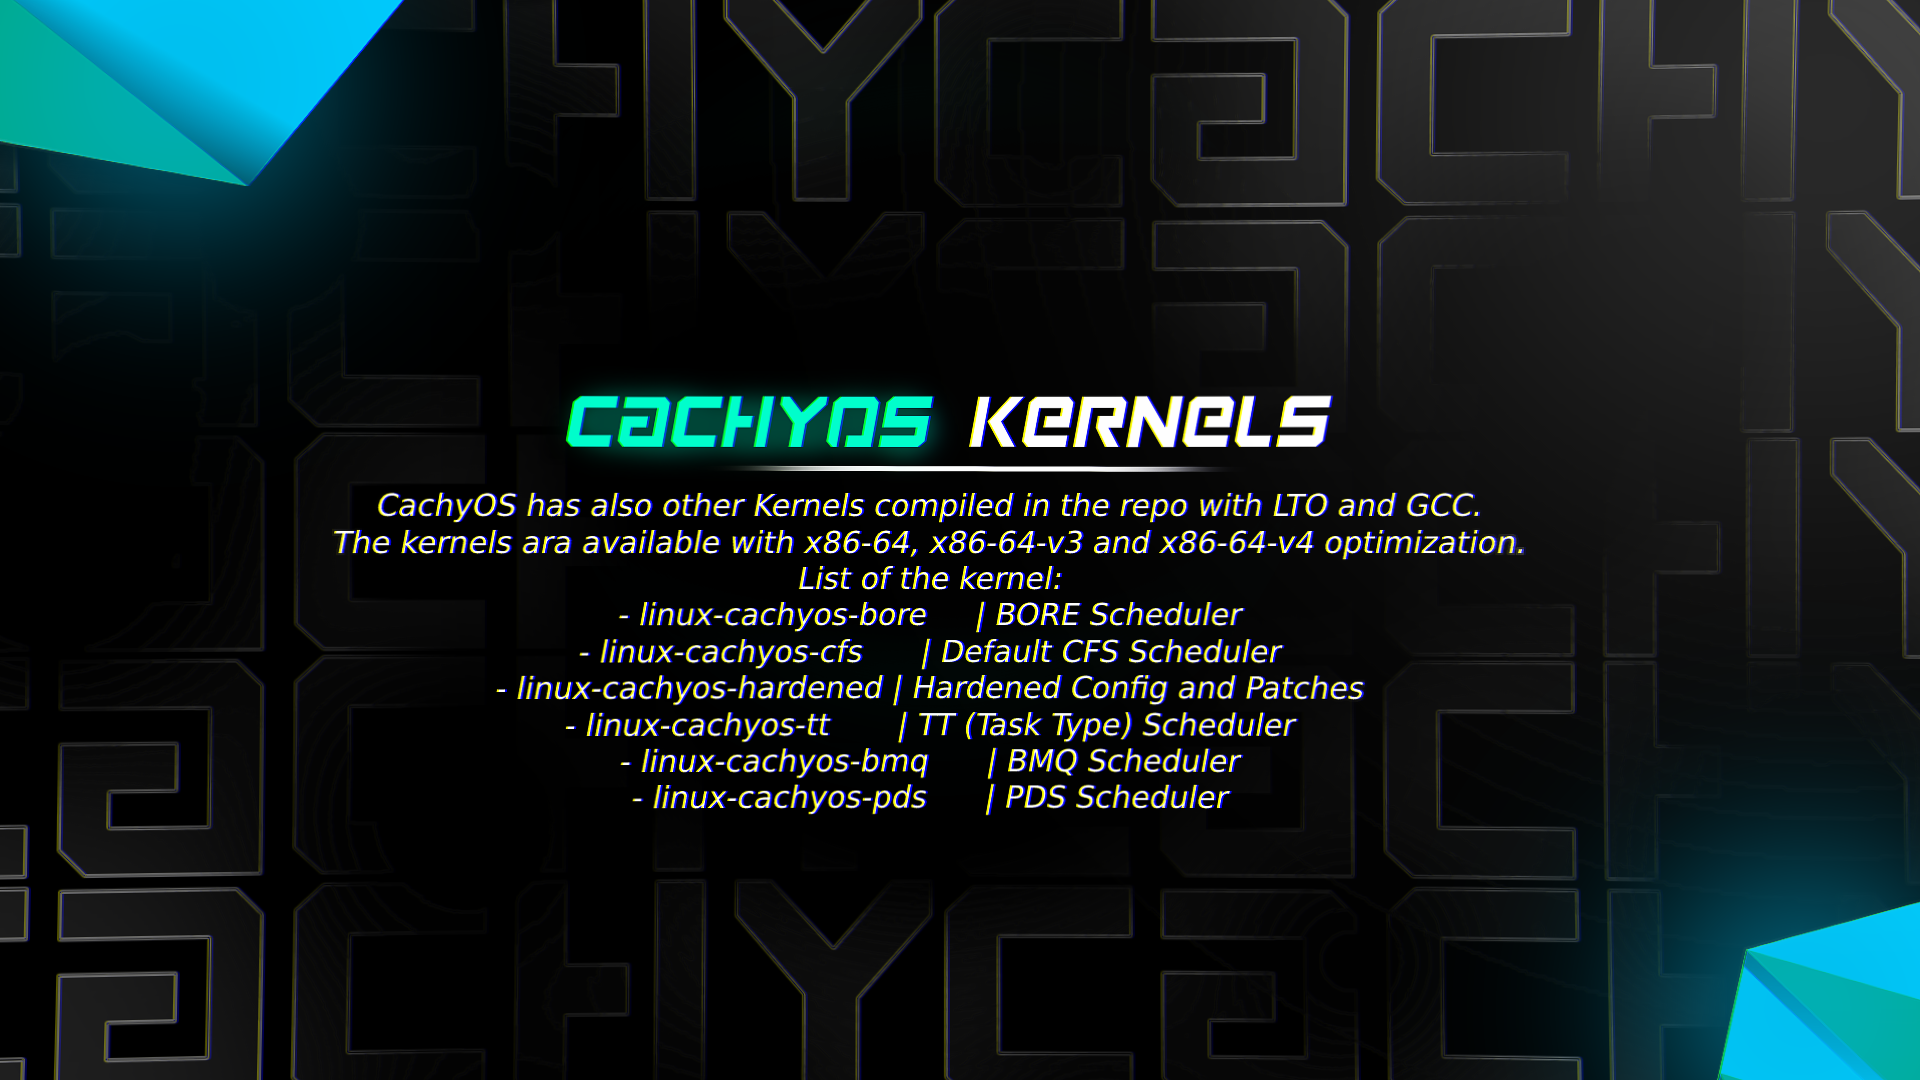 CACHYOS KERNELS
CachyOS has also other Kernels compiled in the repo with LTO and GCC.
The kernels ara available with x86-64, x86-64-v3 and x86-64-v4 optimization.
List of the kernel:
- linux-cachyos-bore | BORE Scheduler
- linux-cachyos-cfs | Default CFS Scheduler
- linux-cachyos-hardened | Hardened Config and Patches
- linux-cachyos-tt | TT (Task Type) Scheduler
- linux-cachyos-bmq | BMQ Scheduler
- linux-cachyos-pds | PDS Scheduler